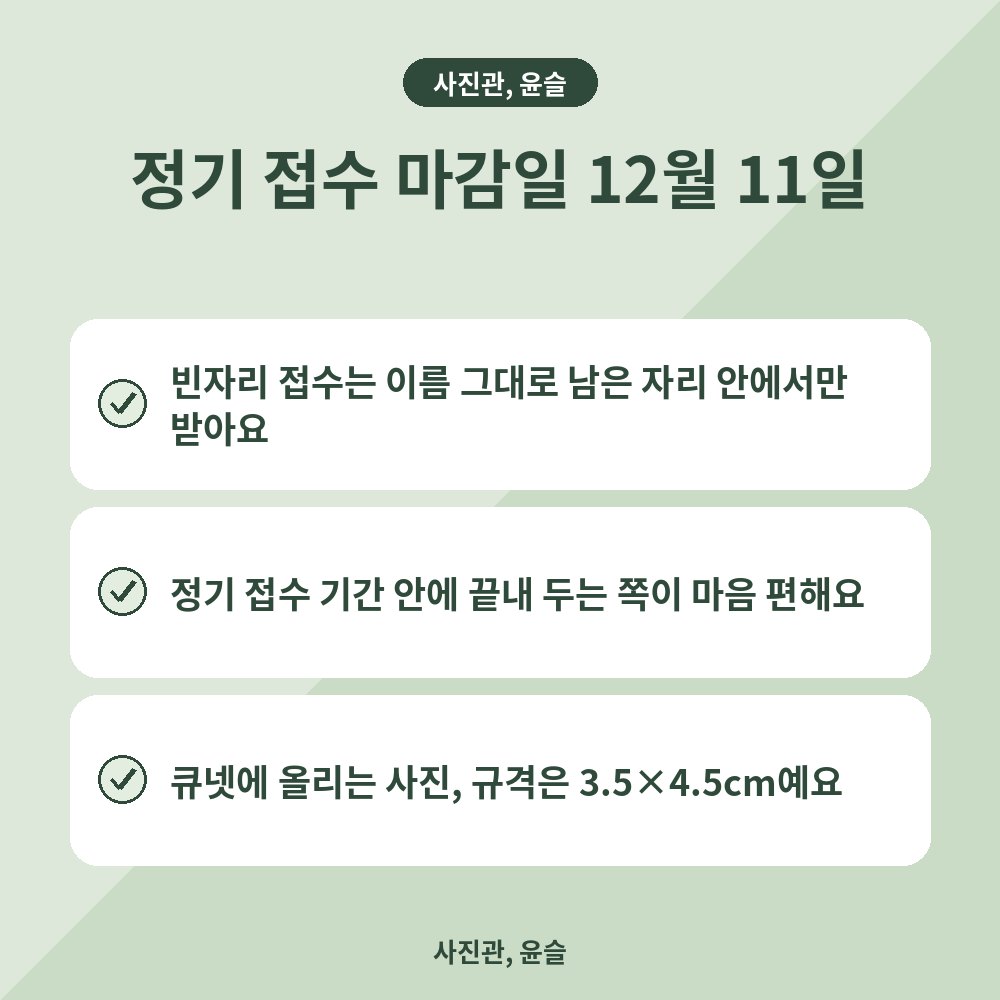 사진관, 윤슬
정기 접수 마감일 12월 11일
빈자리 접수는 이름 그대로 남은 자리 안에서만
받아요
정기 접수 기간 안에 끝내 두는 쪽이 마음 편해요
큐넷에 올리는 사진, 규격은 3.5×4.5cm예요
사진관, 윤슬